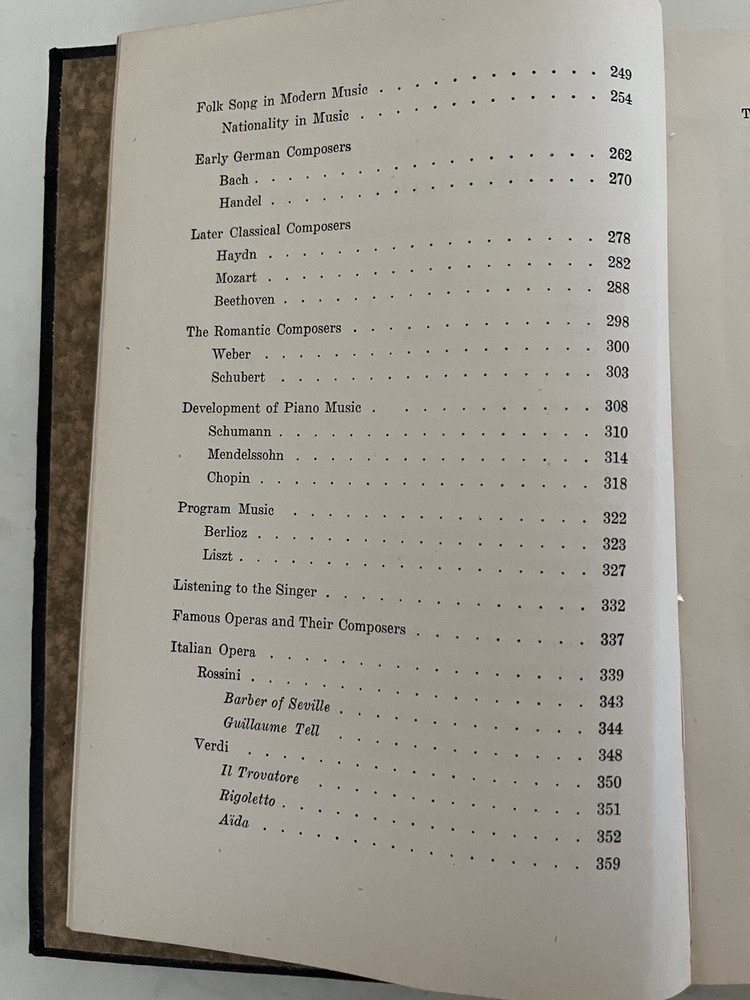 Folk Song in Modern Music . . . . . . . . . . . 249
Nationality in Music . . . . . . . . . . . . 254
Early German Composers
Bach . . . . . . . . . . . . . . . . 262
Handel . . . . . . . . . . . . . . . 270
Later Classical Composers
Haydn . . . . . . . . . . . . . . . 278
Mozart . . . . . . . . . . . . . . . 282
Beethoven . . . . . . . . . . . . . . 288
The Romantic Composers . . . . . . . . . . . 298
Weber . . . . . . . . . . . . . . . 300
Schubert . . . . . . . . . . . . . . 303
Development of Piano Music . . . . . . . . . . 308
Schumann . . . . . . . . . . . . . . 310
Mendelssohn . . . . . . . . . . . . . 314
Chopin . . . . . . . . . . . . . . . 318
Program Music . . . . . . . . . . . . . 322
Berlioz . . . . . . . . . . . . . . . 323
Liszt . . . . . . . . . . . . . . . . 327
Listening to the Singer . . . . . . . . . . . . 332
Famous Operas and Their Composers . . . . . . . . 337
Italian Opera . . . . . . . . . . . . . . 339
Rossini . . . . . . . . . . . . . . . 343
Barber of Seville . . . . . . . . . . . . 344
Guillaume Tell . . . . . . . . . . . . 348
Verdi . . . . . . . . . . . . . . . 350
Il Trovatore . . . . . . . . . . . . . 351
Rigoletto . . . . . . . . . . . . . . 352
Aïda . . . . . . . . . . . . . . . 359
T